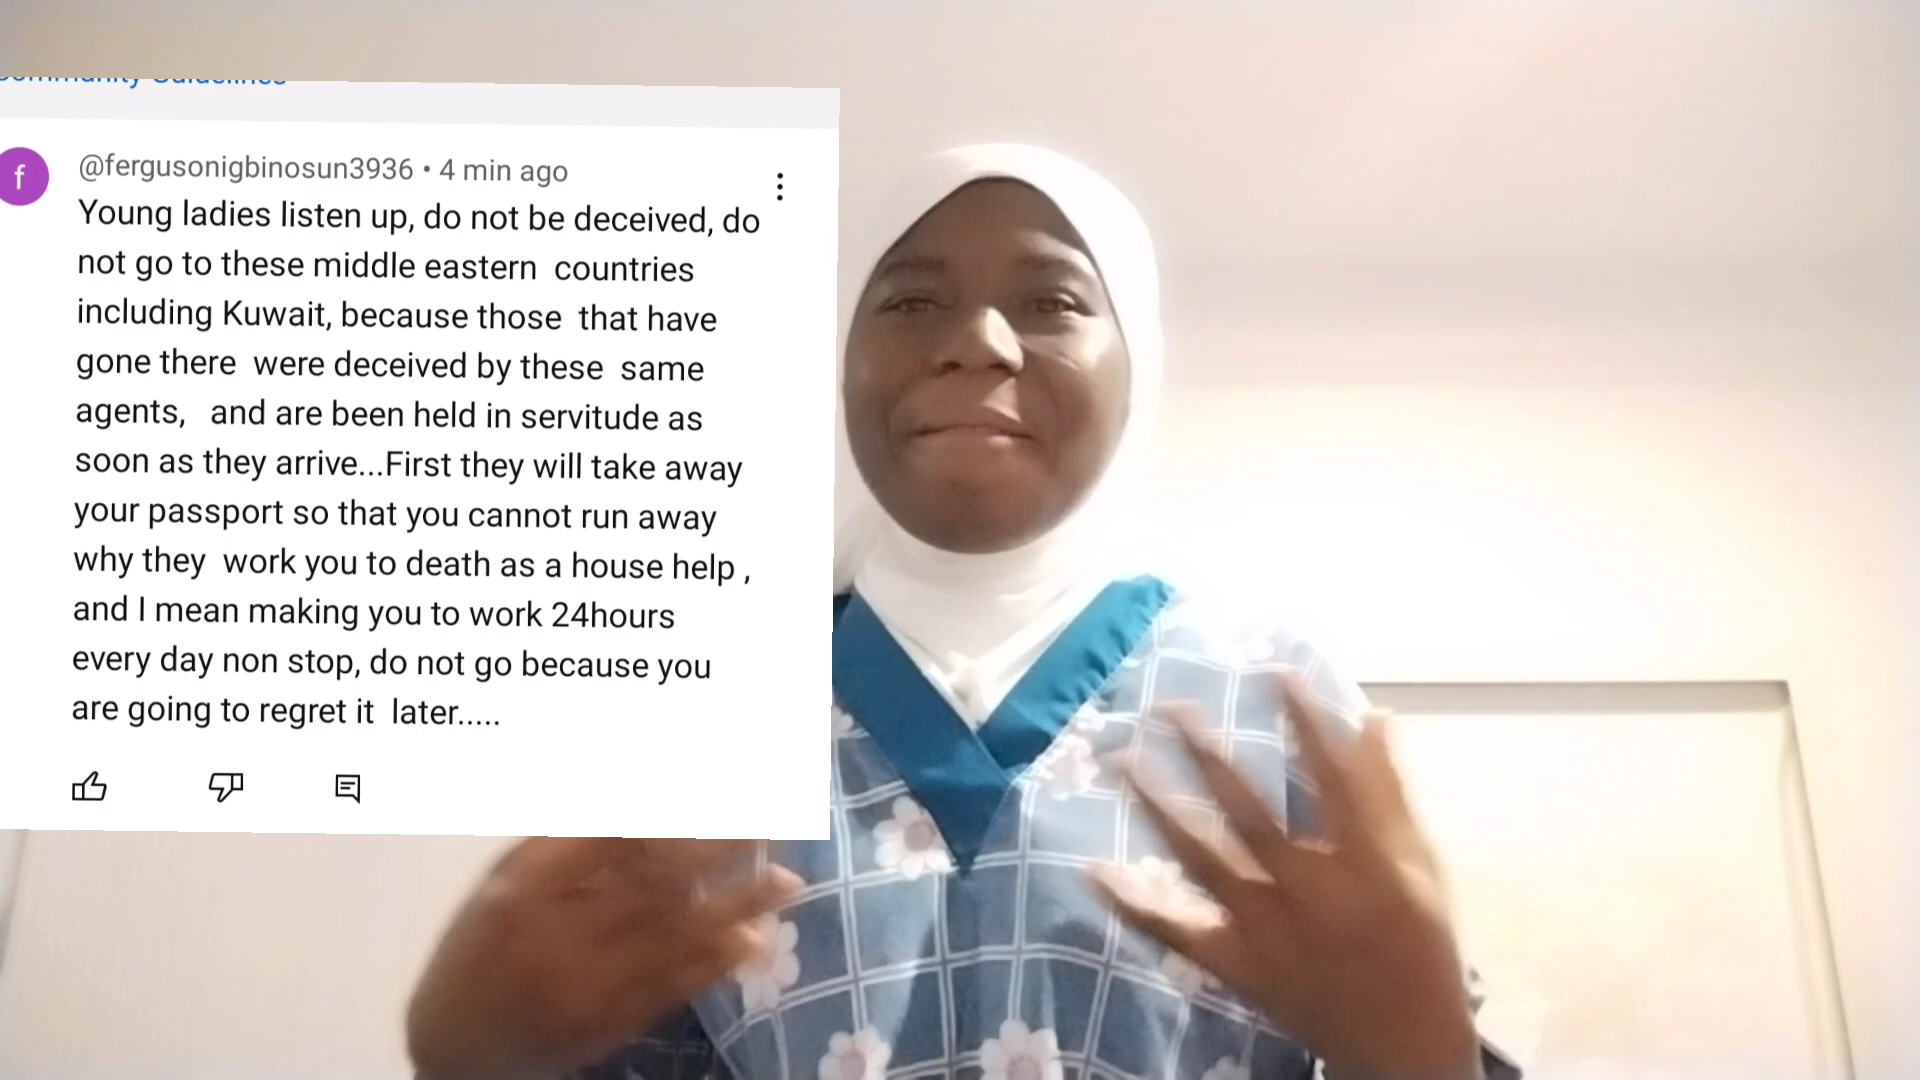 Community Guidelines
f
@fergusonigbinosun3936 • 4 min ago
Young ladies listen up, do not be deceived, do
not go to these middle eastern countries
including Kuwait, because those that have
gone there were deceived by these same
agents, and are been held in servitude as
soon as they arrive...First they will take away
your passport so that you cannot run away
why they work you to death as a house help ,
and I mean making you to work 24hours
every day non stop, do not go because you
are going to regret it later.....